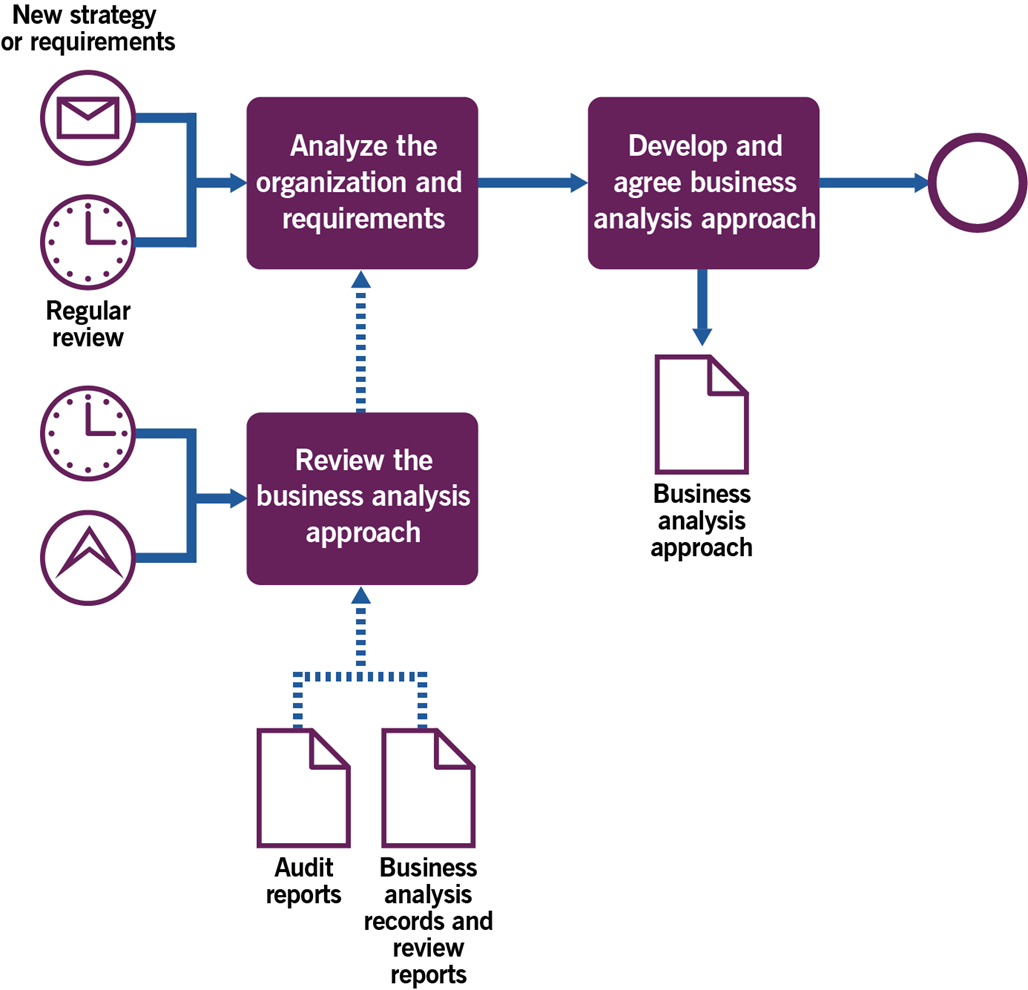 New strategy
or requirements
Analyze the
organization and
requirements
Develop and
agree business
analysis approach
Regular
review
Review the
business analysis
approach
Business
analysis
approach
Audit
reports
Business
analysis
records and
review
reports